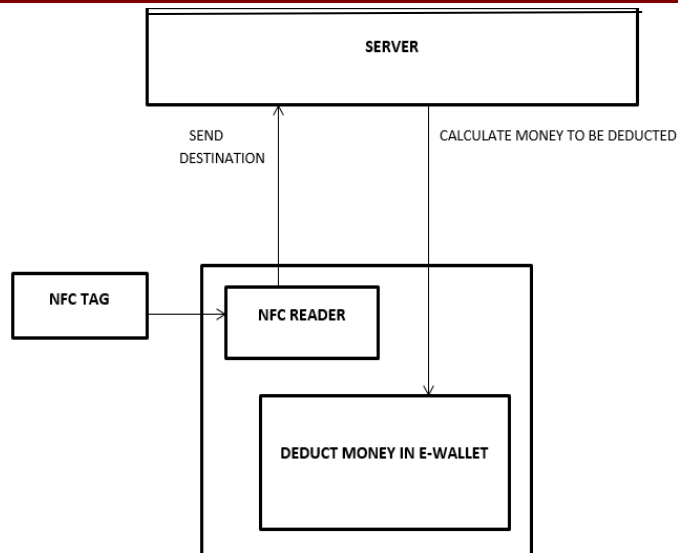 SERVER
SEND
DESTINATION
CALCULATE MONEY TO BE DEDUCTED
NFC TAG
NFC READER
DEDUCT MONEY IN E-WALLET